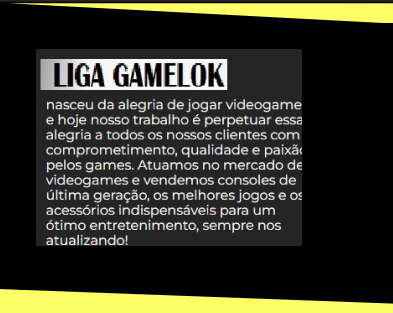 LIGA GAMELOK
nasceu da alegria de jogar videogame
e hoje nosso trabalho é perpetuar essa
alegria a todos os nossos clientes com
comprometimento, qualidade e paixão
pelos games. Atuamos no mercado de
videogames e vendemos consoles de
última geração, os melhores jogos e os
acessórios indispensáveis para um
ótimo entretenimento, sempre nos
atualizando!